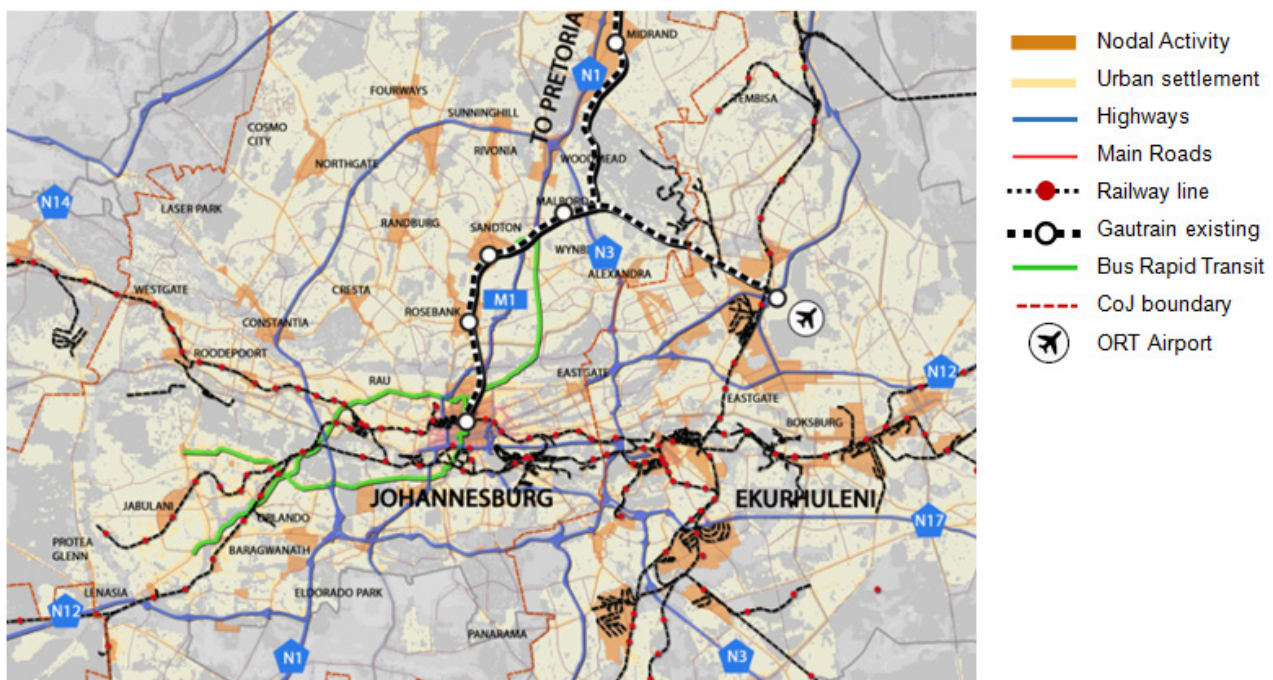 MIDRAND
TO PRETORIA
N1
FOURWAYS
TEMBISA
SUNNINGHILL
COSMO
CITY
RIVONIA
NORTHGATE
N14
LASER PARK
MALBORO
RANDBURG
SANDTON
N3
ALEXANDRA
WESTGATE
CRESTA
M1
ROSEBANK
CONSTANTIA
ROODEPOORT
RAU
EASTGATE
N12
EASTGATE
BOKSBURG
JOHANNESBURG
EKURHULENI
JABULANI
ORLANDO
N17
PROTEA
GLENN
BARAGWANATH
LENASIA
ELDORADO PARK
N12
PANARAMA
N1
N3
Nodal Activity
Urban settlement
Highways
Main Roads
Railway line
Gautrain existing
Bus Rapid Transit
CoJ boundary
ORT Airport